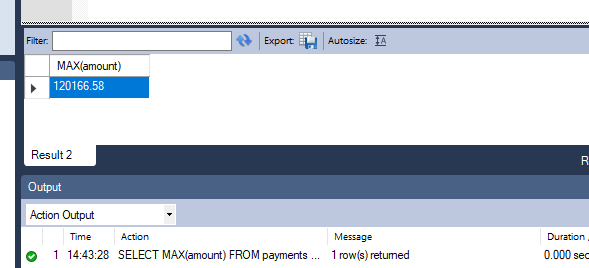 Filter: Export: Autosize:
MAX(amount)
120166.58
Result 2
R
Output
Action Output
Time Action Message Duration /
1 14:43:28 SELECT MAX(amount) FROM payments ... 1 row(s) returned 0.000 sec